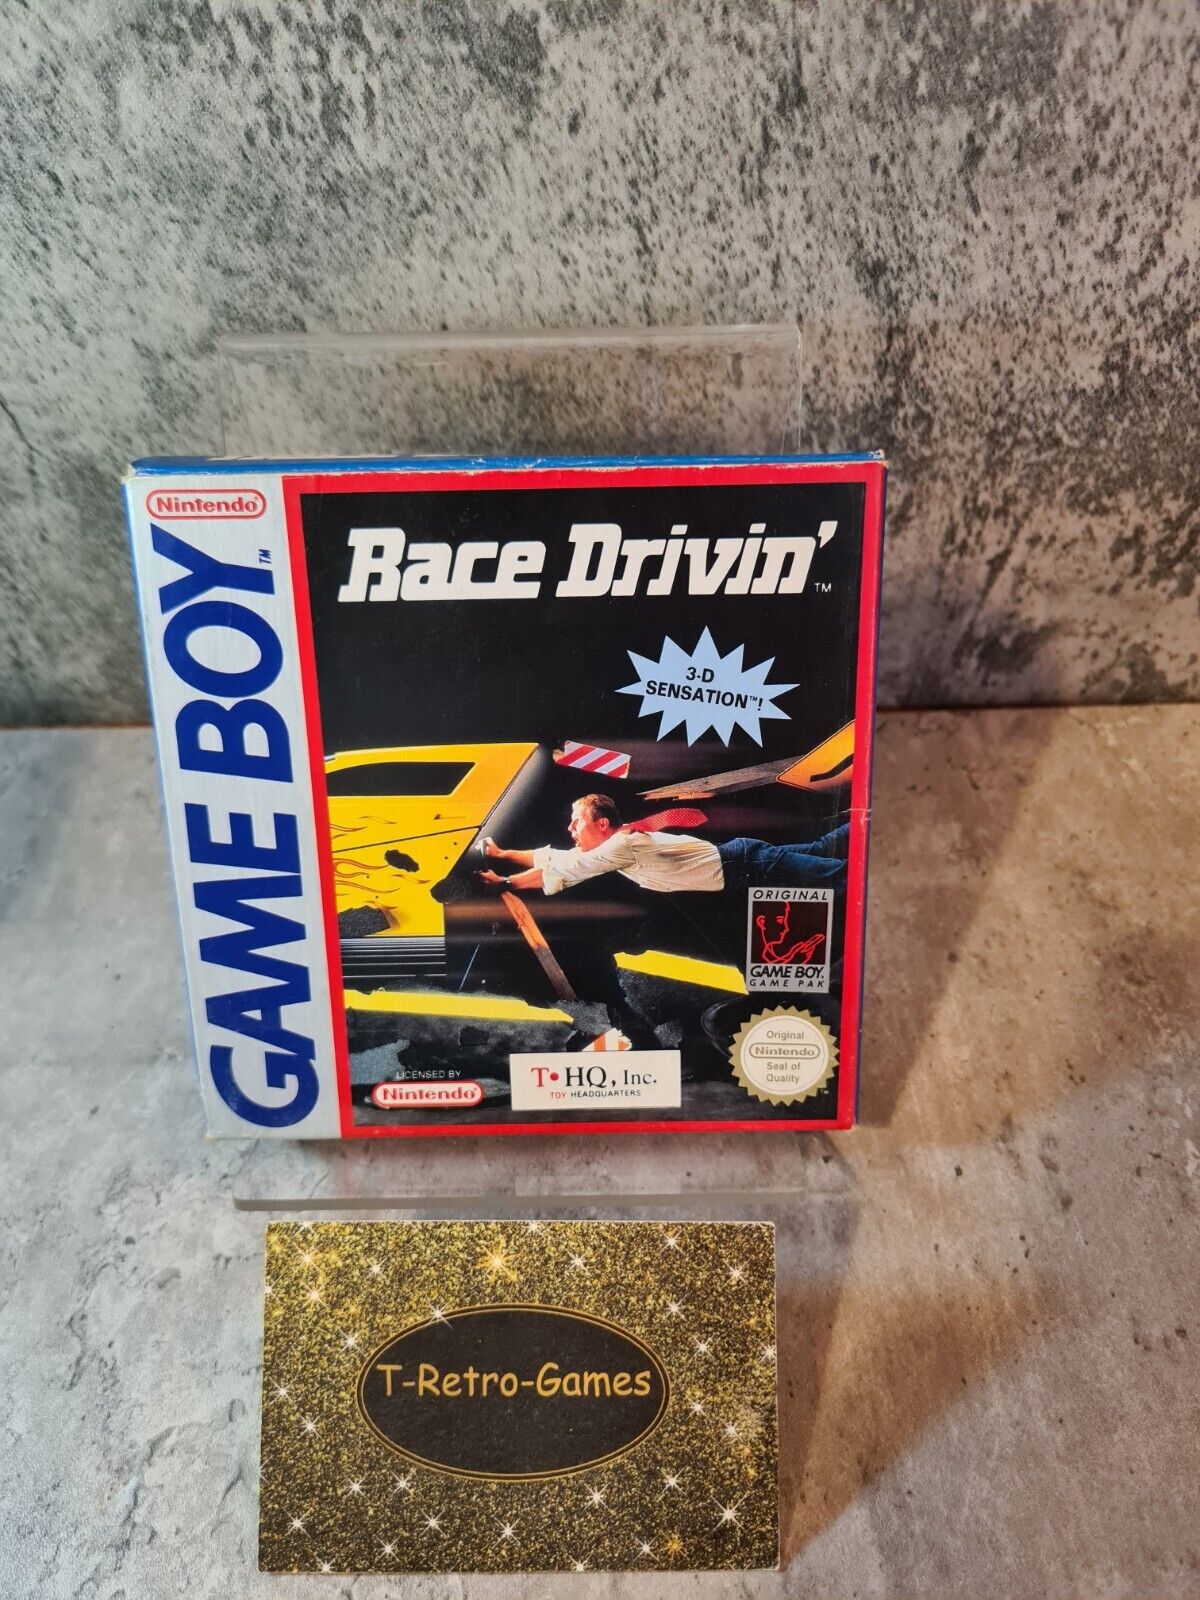 Nintendo
GAME BOY™
Race Drivin'™
3-D
SENSATION™!
ORIGINAL
GAME BOY.
GAME PAK
Original
Nintendo
Seal of
Quality
™
LICENSED BY
Nintendo
T•HQ, Inc.
TOY HEADQUARTERS
T-Retro-Games